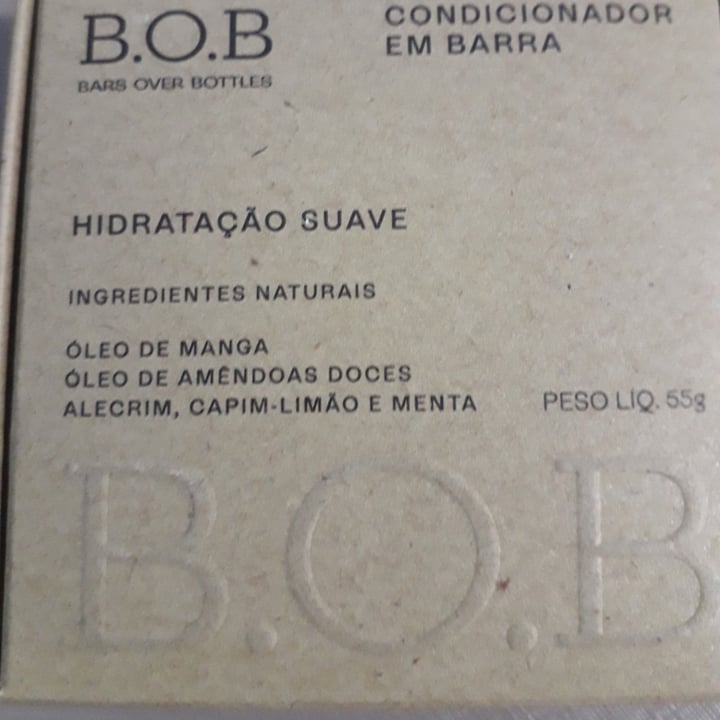 B.O.B
BARS OVER BOTTLES
CONDICIONADOR
EM BARRA
HIDRATAÇÃO SUAVE
INGREDIENTES NATURAIS
ÓLEO DE MANGA
ÓLEO DE AMÊNDOAS DOCES
ALECRIM, CAPIM-LIMÃO E MENTA
PESO LÍQ. 55g
B.O.B